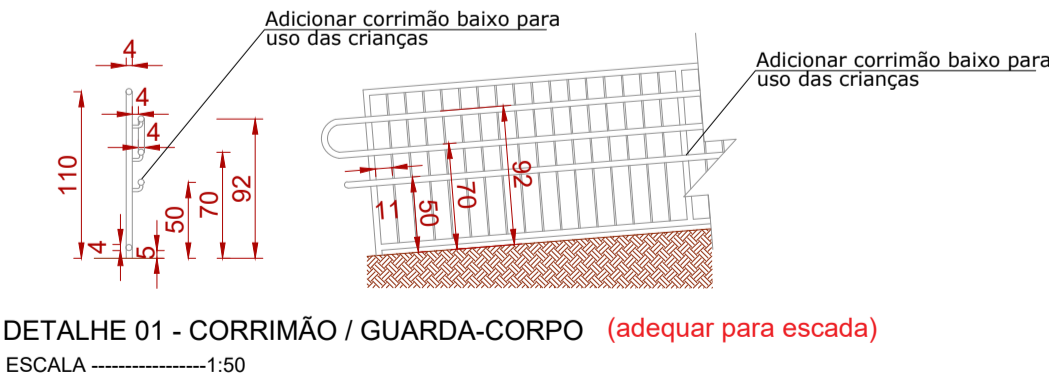 Adicionar corrimão baixo para
uso das crianças
Adicionar corrimão baixo para
uso das crianças
4
4
4
110
50
70
92
4
5
11
50
70
92
DETALHE 01 - CORRIMÃO / GUARDA-CORPO (adequar para escada)
ESCALA -----------------1:50